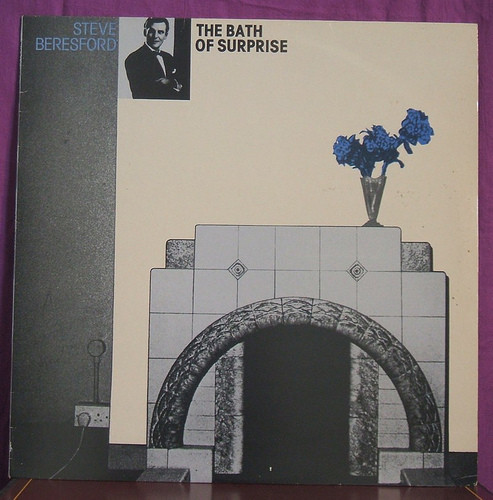 STEVE
BERESFORD
THE BATH
OF SURPRISE